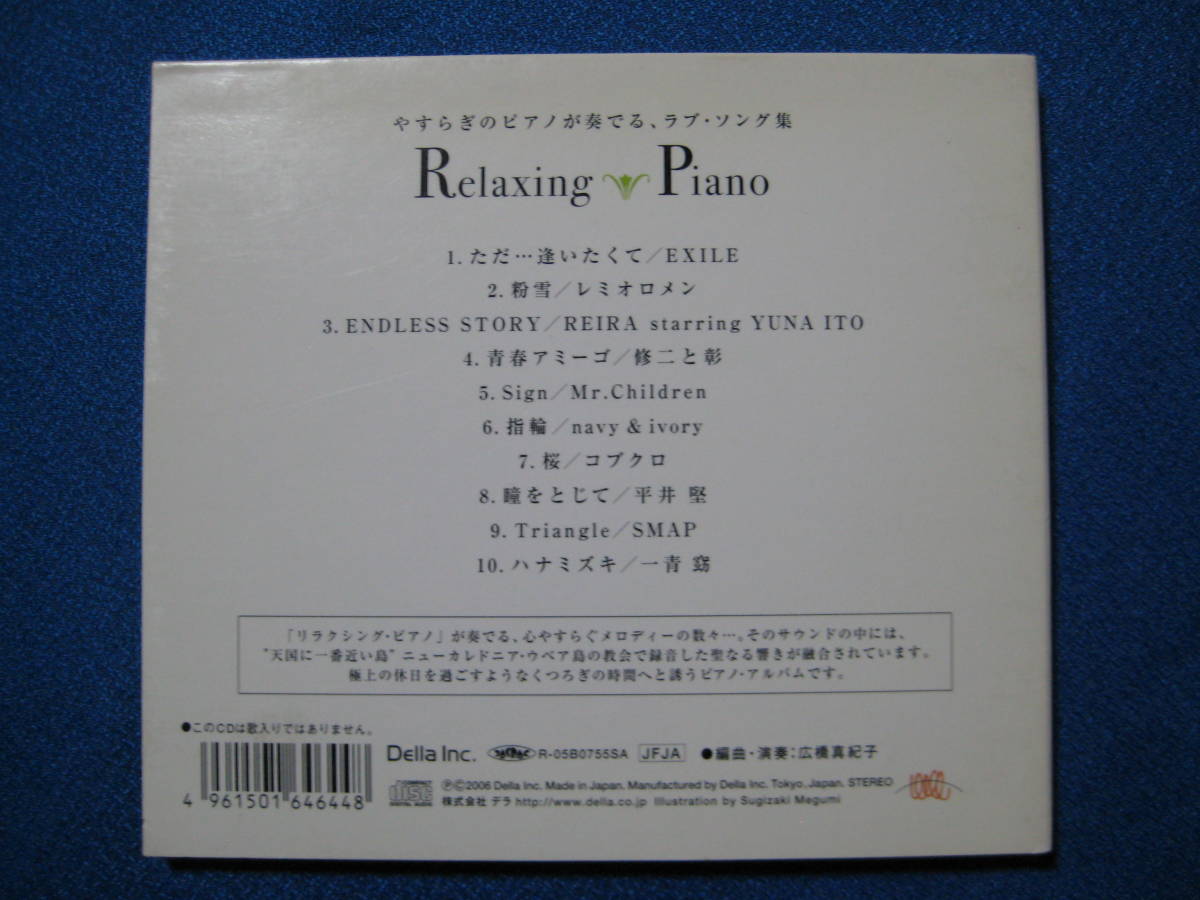 やすらぎのピアノが奏でる、ラブ・ソング集
Relaxing Piano
1. ただ…逢いたくて／EXILE
2. 粉雪／レミオロメン
3. ENDLESS STORY／REIRA starring YUNA ITO
4. 青春アミーゴ／修二と彰
5. Sign／Mr.Children
6. 指輪／navy & ivory
7. 桜／コブクロ
8. 瞳をとじて／平井 堅
9. Triangle／SMAP
10. ハナミズキ／一青 窈
「リラクシング・ピアノ」が奏でる、心やすらぐメロディーの数々…。そのサウンドの中には、
"天国に一番近い島" ニューカレドニア・ウベア島の教会で録音した聖なる響きが融合されています。
極上の休日を過ごすようなくつろぎの時間へと誘うピアノ・アルバムです。
●このCDは歌入りではありません。
Della Inc. JASRAC R-05B0755SA JFJA ●編曲・演奏：広橋真紀子
COMPACT disc DIGITAL AUDIO ℗©2006 Della Inc. Made in Japan. Manufactured by Della Inc. Tokyo, Japan. STEREO
株式会社 デラ http://www.della.co.jp Illustration by Sugizaki Megumi
4 961501 646448